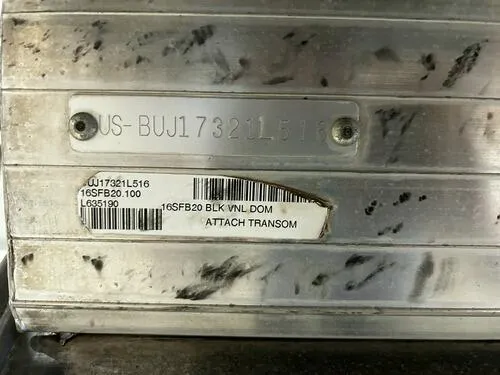 US-BUJ17321L516
UJ17321L516
16SFB20.100
L635190
16SFB20 BLK VNL DOM
ATTACH TRANSOM